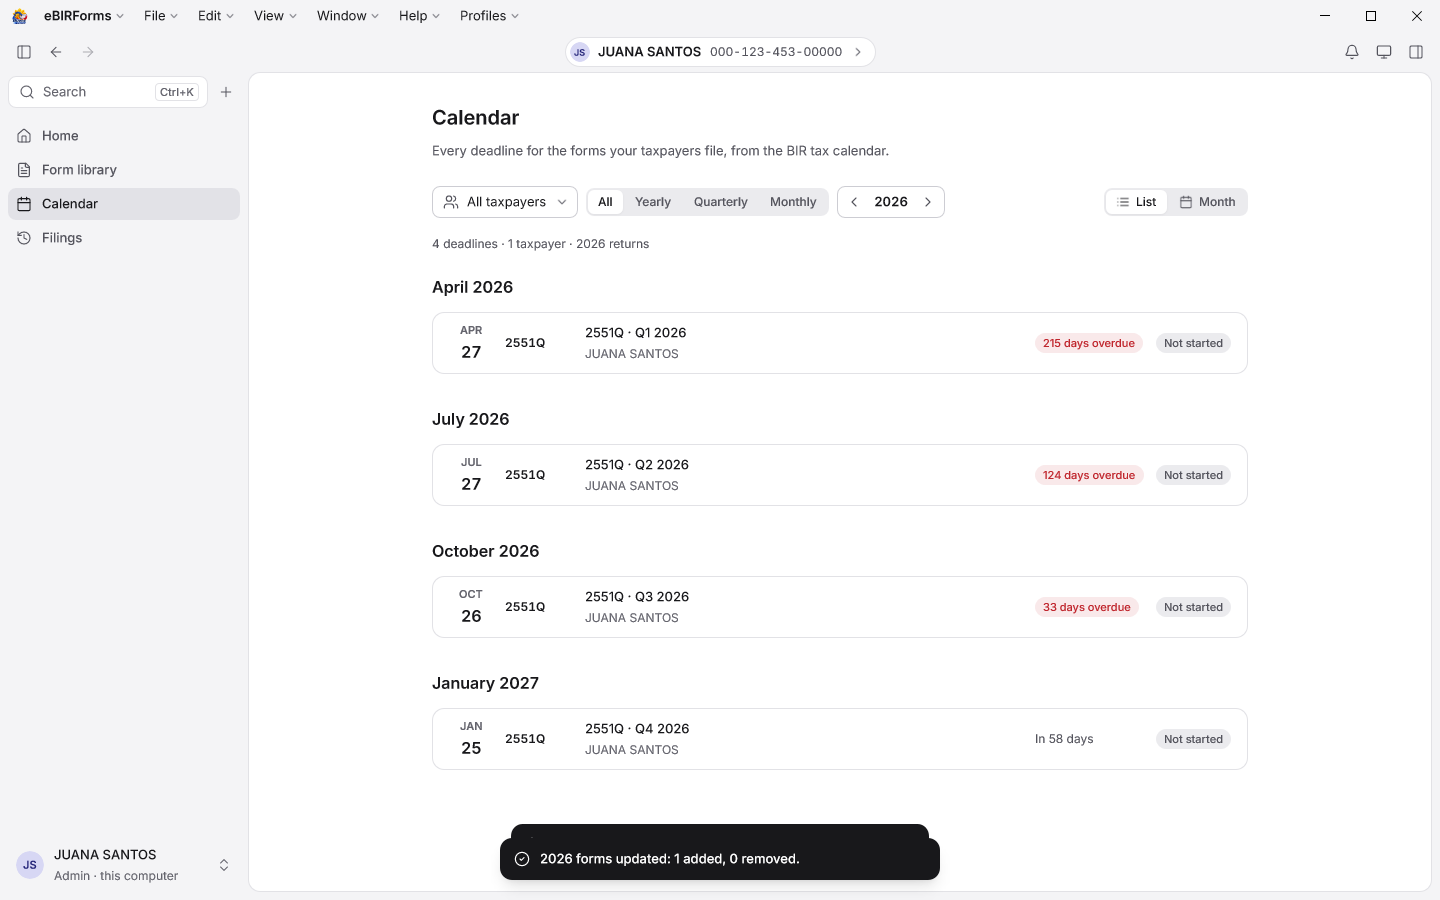 eBIRForms File Edit View Window Help Profiles
JS JUANA SANTOS 000-123-453-00000
Search Ctrl+K
Home
Form library
Calendar
Filings
Calendar
Every deadline for the forms your taxpayers file, from the BIR tax calendar.
All taxpayers All Yearly Quarterly Monthly 2026 List Month
4 deadlines · 1 taxpayer · 2026 returns
April 2026
APR
27
2551Q
2551Q · Q1 2026
JUANA SANTOS
215 days overdue
Not started
July 2026
JUL
27
2551Q
2551Q · Q2 2026
JUANA SANTOS
124 days overdue
Not started
October 2026
OCT
26
2551Q
2551Q · Q3 2026
JUANA SANTOS
33 days overdue
Not started
January 2027
JAN
25
2551Q
2551Q · Q4 2026
JUANA SANTOS
In 58 days
Not started
2026 forms updated: 1 added, 0 removed.
JS
JUANA SANTOS
Admin · this computer